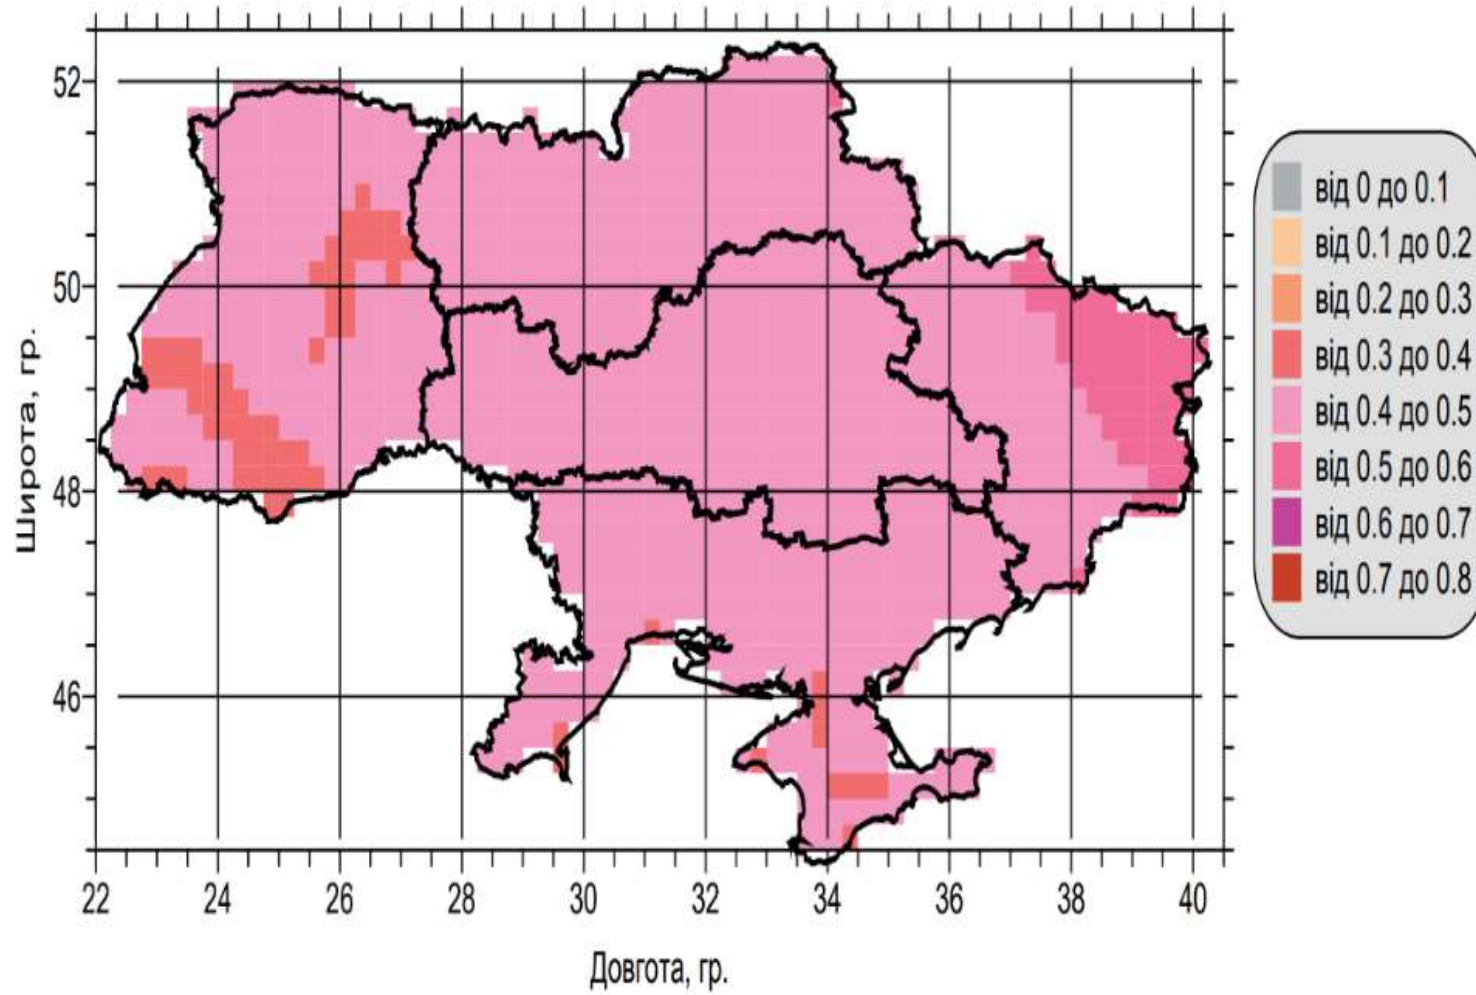 52
50
48
46
Широта, гр.
22 24 26 28 30 32 34 36 38 40
Довгота, гр.
від 0 до 0.1
від 0.1 до 0.2
від 0.2 до 0.3
від 0.3 до 0.4
від 0.4 до 0.5
від 0.5 до 0.6
від 0.6 до 0.7
від 0.7 до 0.8